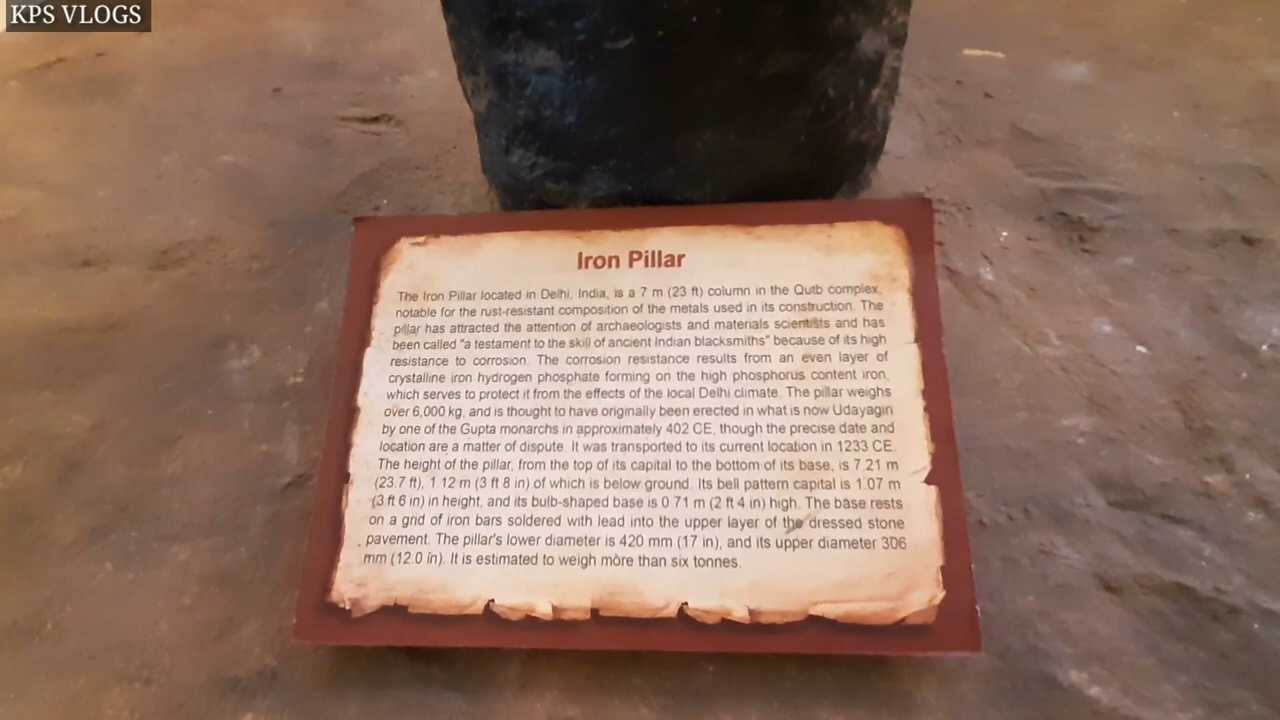 KPS VLOGS
Iron Pillar
The Iron Pillar located in Delhi, India, is a 7 m (23 ft) column in the Qutb complex,
notable for the rust-resistant composition of the metals used in its construction. The
pillar has attracted the attention of archaeologists and materials scientists and has
been called "a testament to the skill of ancient Indian blacksmiths" because of its high
resistance to corrosion. The corrosion resistance results from an even layer of
crystalline iron hydrogen phosphate forming on the high phosphorus content iron,
which serves to protect it from the effects of the local Delhi climate. The pillar weighs
over 6,000 kg, and is thought to have originally been erected in what is now Udayagiri
by one of the Gupta monarchs in approximately 402 CE, though the precise date and
location are a matter of dispute. It was transported to its current location in 1233 CE.
The height of the pillar, from the top of its capital to the bottom of its base, is 7.21 m
(23.7 ft), 1.12 m (3 ft 8 in) of which is below ground. Its bell pattern capital is 1.07 m
(3 ft 6 in) in height, and its bulb-shaped base is 0.71 m (2 ft 4 in) high. The base rests
on a grid of iron bars soldered with lead into the upper layer of the dressed stone
pavement. The pillar's lower diameter is 420 mm (17 in), and its upper diameter 306
mm (12.0 in). It is estimated to weigh more than six tonnes.